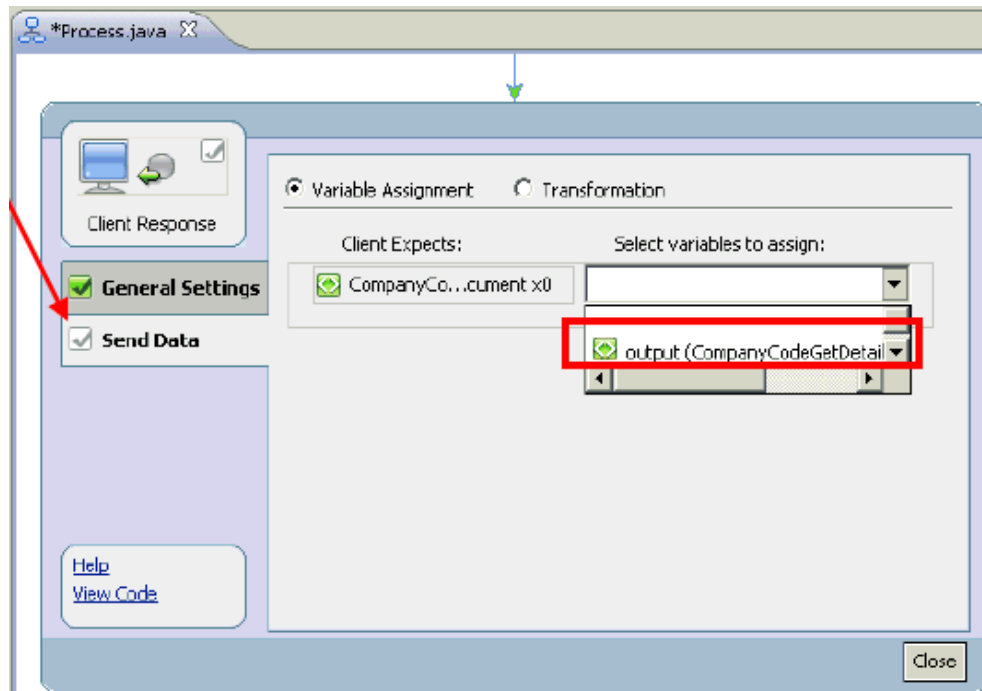 *Process.java
Client Response
General Settings
Send Data
Help
View Code
Variable Assignment Transformation
Client Expects: Select variables to assign:
CompanyCo...cument x0
output (CompanyCodeGetDetail
Close